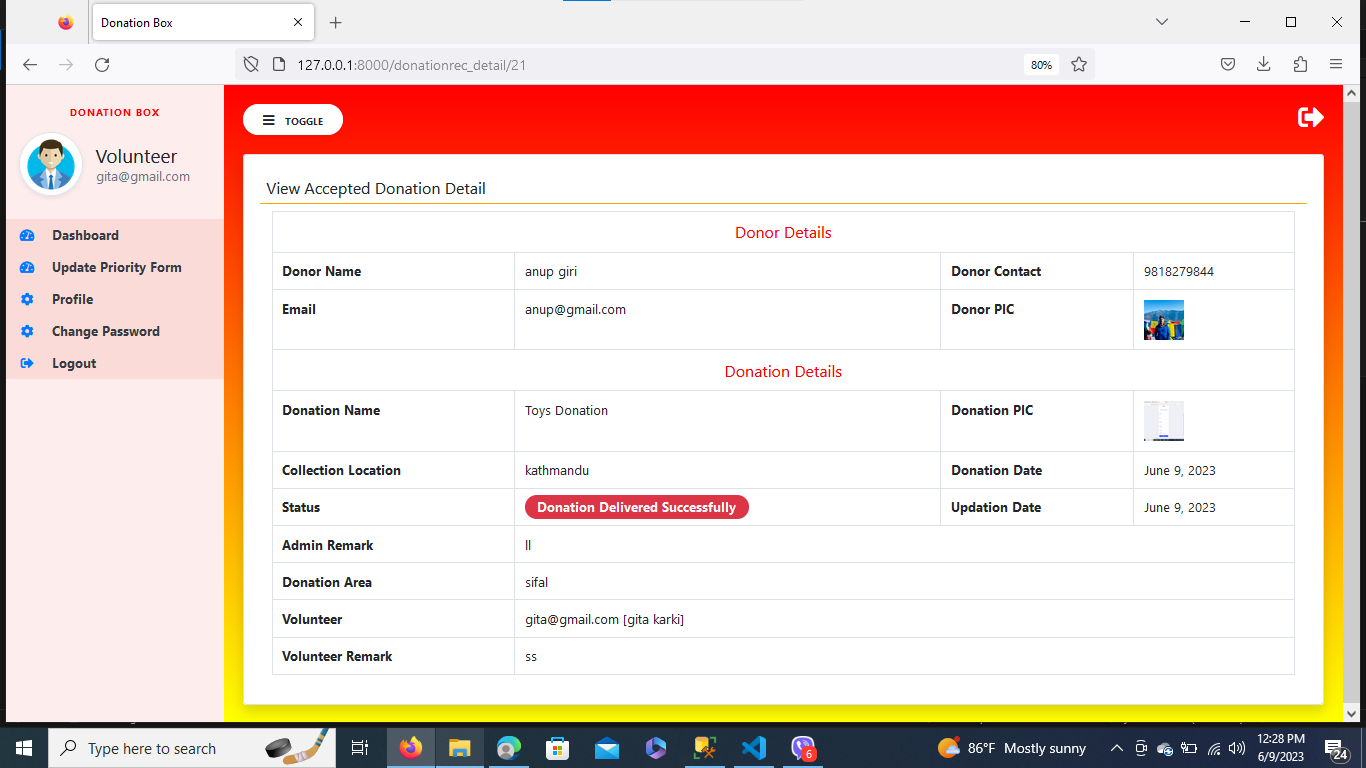 Donation Box
127.0.0.1:8000/donationrec_detail/21
80%
DONATION BOX
Volunteer
gita@gmail.com
Dashboard
Update Priority Form
Profile
Change Password
Logout
TOGGLE
View Accepted Donation Detail
Donor Details
Donor Name anup giri Donor Contact 9818279844
Email anup@gmail.com Donor PIC
Donation Details
Donation Name Toys Donation Donation PIC
Collection Location kathmandu Donation Date June 9, 2023
Status Donation Delivered Successfully Updation Date June 9, 2023
Admin Remark ll
Donation Area sifal
Volunteer gita@gmail.com [gita karki]
Volunteer Remark ss
Type here to search
6
86°F Mostly sunny
12:28 PM
6/9/2023
24